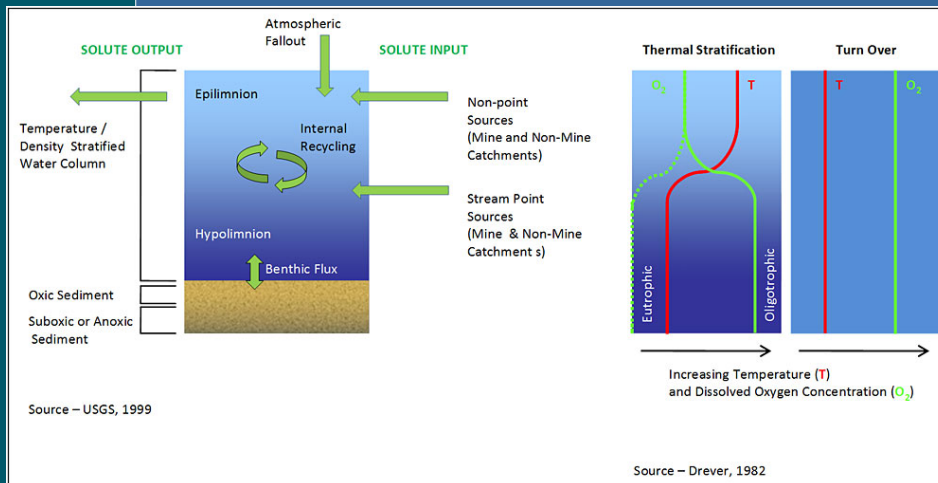 Atmospheric
Fallout
SOLUTE OUTPUT
SOLUTE INPUT
Epilimnion
Temperature /
Density Stratified
Water Column
Internal
Recycling
Non-point
Sources
(Mine and Non-Mine
Catchments)
Stream Point
Sources
(Mine & Non-Mine
Catchment s)
Hypolimnion
Benthic Flux
Oxic Sediment
Suboxic or Anoxic
Sediment
Source – USGS, 1999
Thermal Stratification
Turn Over
O2
T
T
O2
Eutrophic
Oligotrophic
Increasing Temperature (T)
and Dissolved Oxygen Concentration (O2)
Source – Drever, 1982